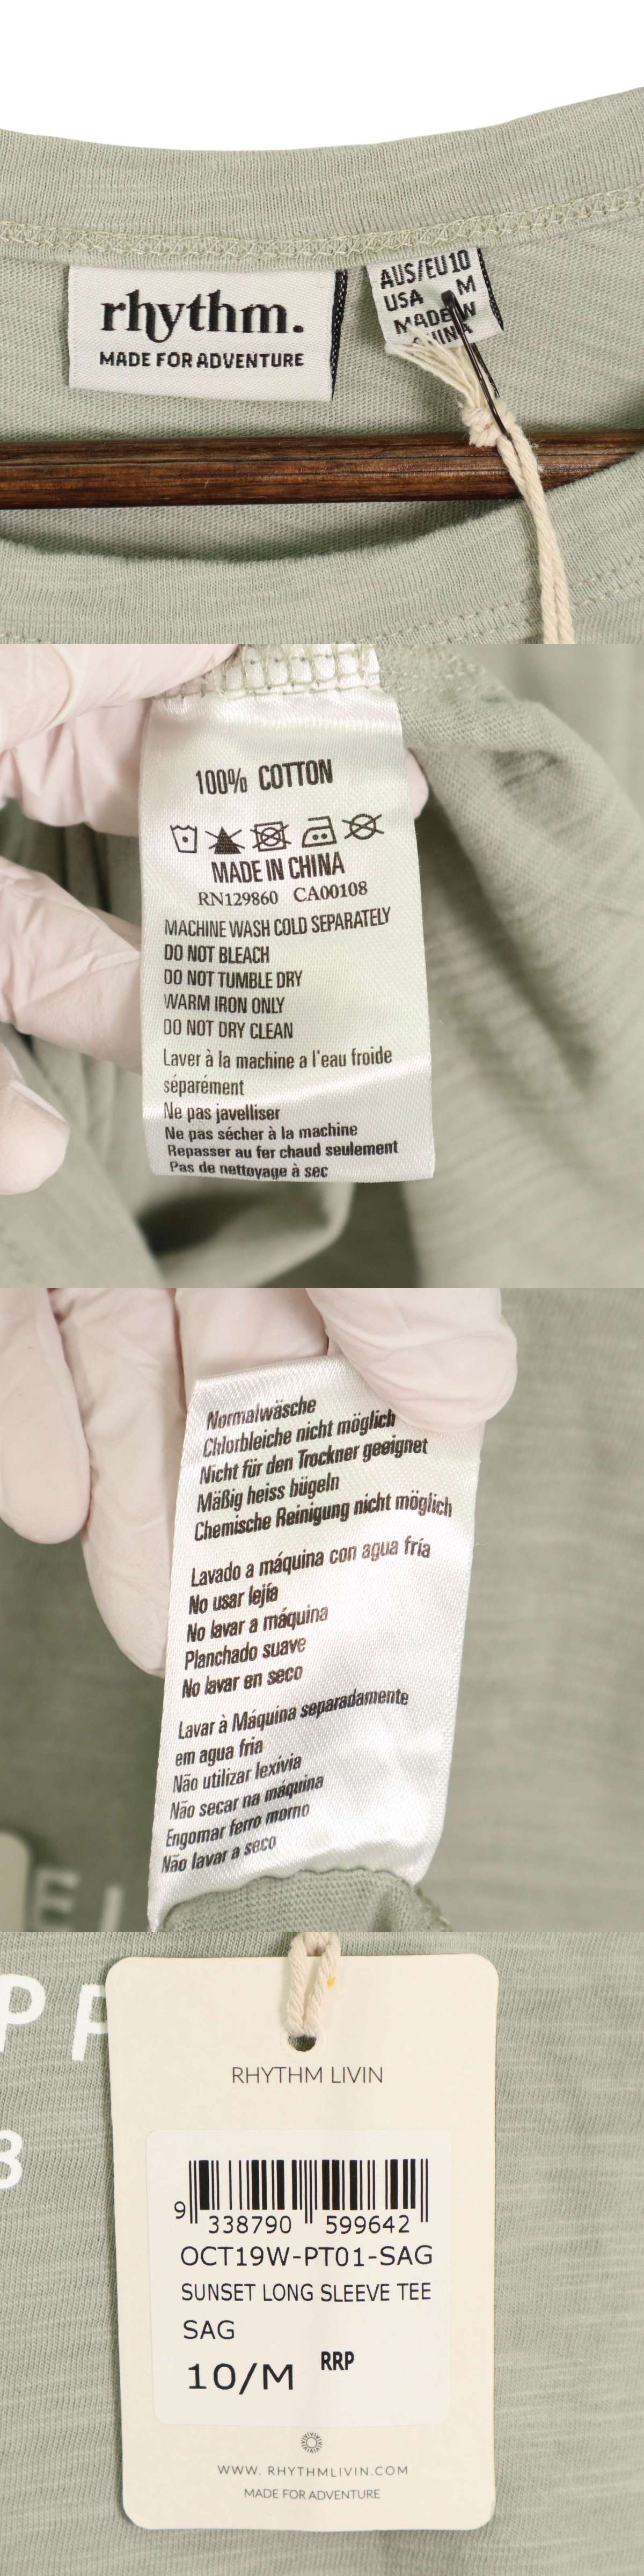 rhythm.
MADE FOR ADVENTURE
AUS/EU10
USA M
MADE
100% COTTON
MADE IN CHINA
RN129860 CA00108
MACHINE WASH COLD SEPARATELY
DO NOT BLEACH
DO NOT TUMBLE DRY
WARM IRON ONLY
DO NOT DRY CLEAN
Laver à la machine a l'eau froide
séparément
Ne pas javelliser
Ne pas sécher à la machine
Repasser au fer chaud seulement
Pas de nettoyage à sec
Normalwäsche
Chlorbleiche nicht möglich
Nicht für den Trockner geeignet
Mäßig heiss bügeln
Chemische Reinigung nicht möglich
Lavado a máquina con agua fría
No usar lejía
No lavar a máquina
Planchado suave
No lavar en seco
Lavar à Máquina separadamente
em agua fria
Não utilizar lexívia
Não secar na máquina
Engomar ferro morno
Não lavar a seco
RHYTHM LIVIN
9 338790 599642
OCT19W-PT01-SAG
SUNSET LONG SLEEVE TEE
SAG
10/M RRP
WWW. RHYTHMLIVIN.COM
MADE FOR ADVENTURE